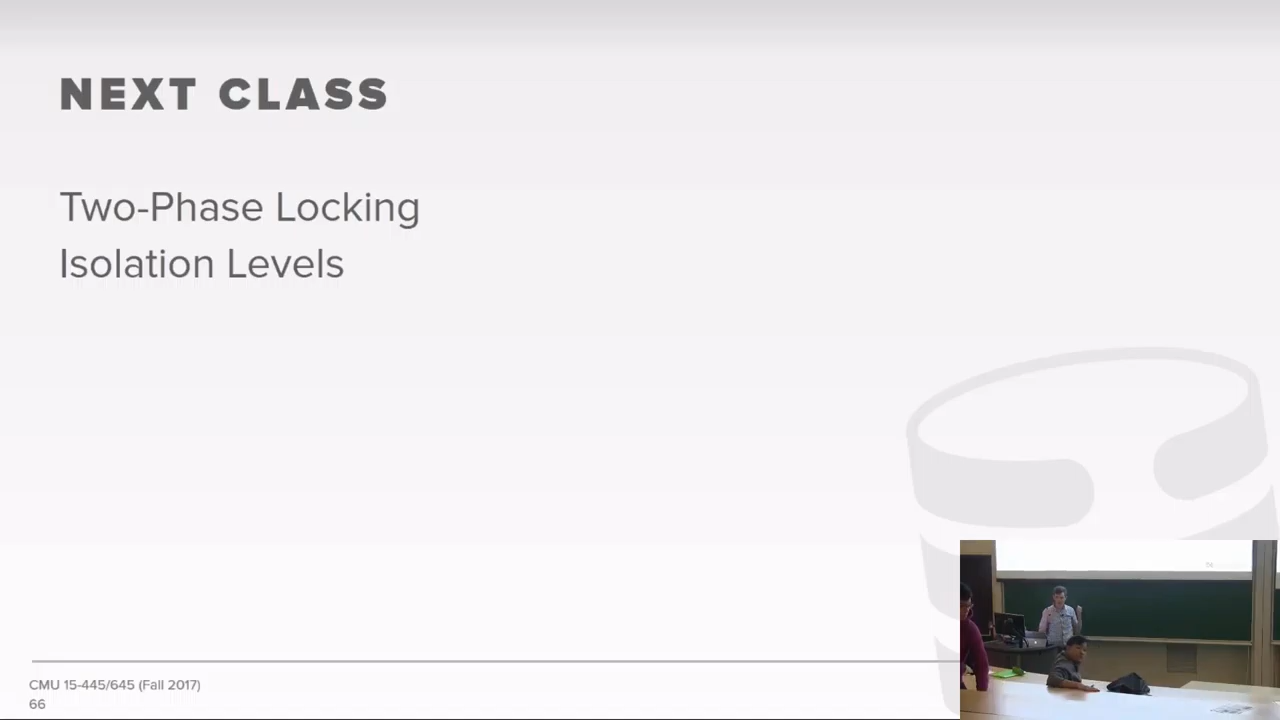 NEXT CLASS
Two-Phase Locking
Isolation Levels
CMU 15-445/645 (Fall 2017)
66